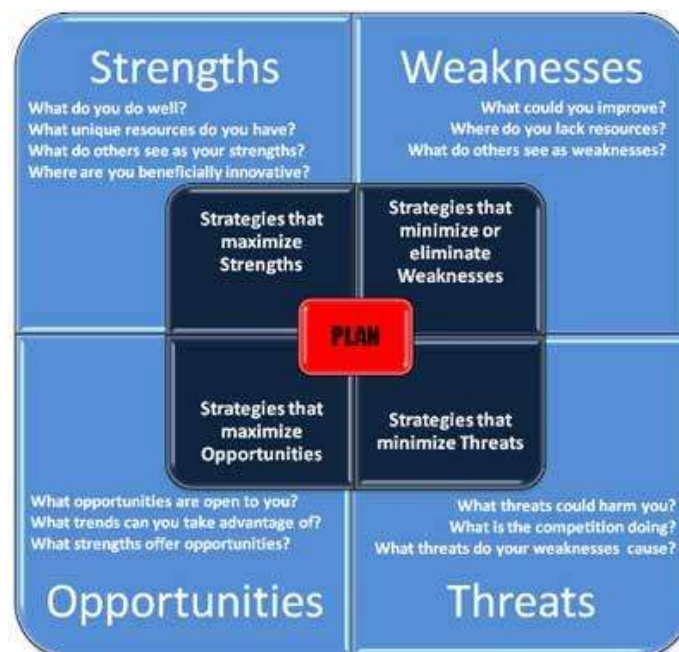 Strengths
What do you do well?
What unique resources do you have?
What do others see as your strengths?
Where are you beneficially innovative?
Weaknesses
What could you improve?
Where do you lack resources?
What do others see as weaknesses?
Strategies that
maximize
Strengths
Strategies that
minimize or
eliminate
Weaknesses
PLAN
Strategies that
maximize
Opportunities
Strategies that
minimize Threats
What opportunities are open to you?
What trends can you take advantage of?
What strengths offer opportunities?
Opportunities
What threats could harm you?
What is the competition doing?
What threats do your weaknesses cause?
Threats